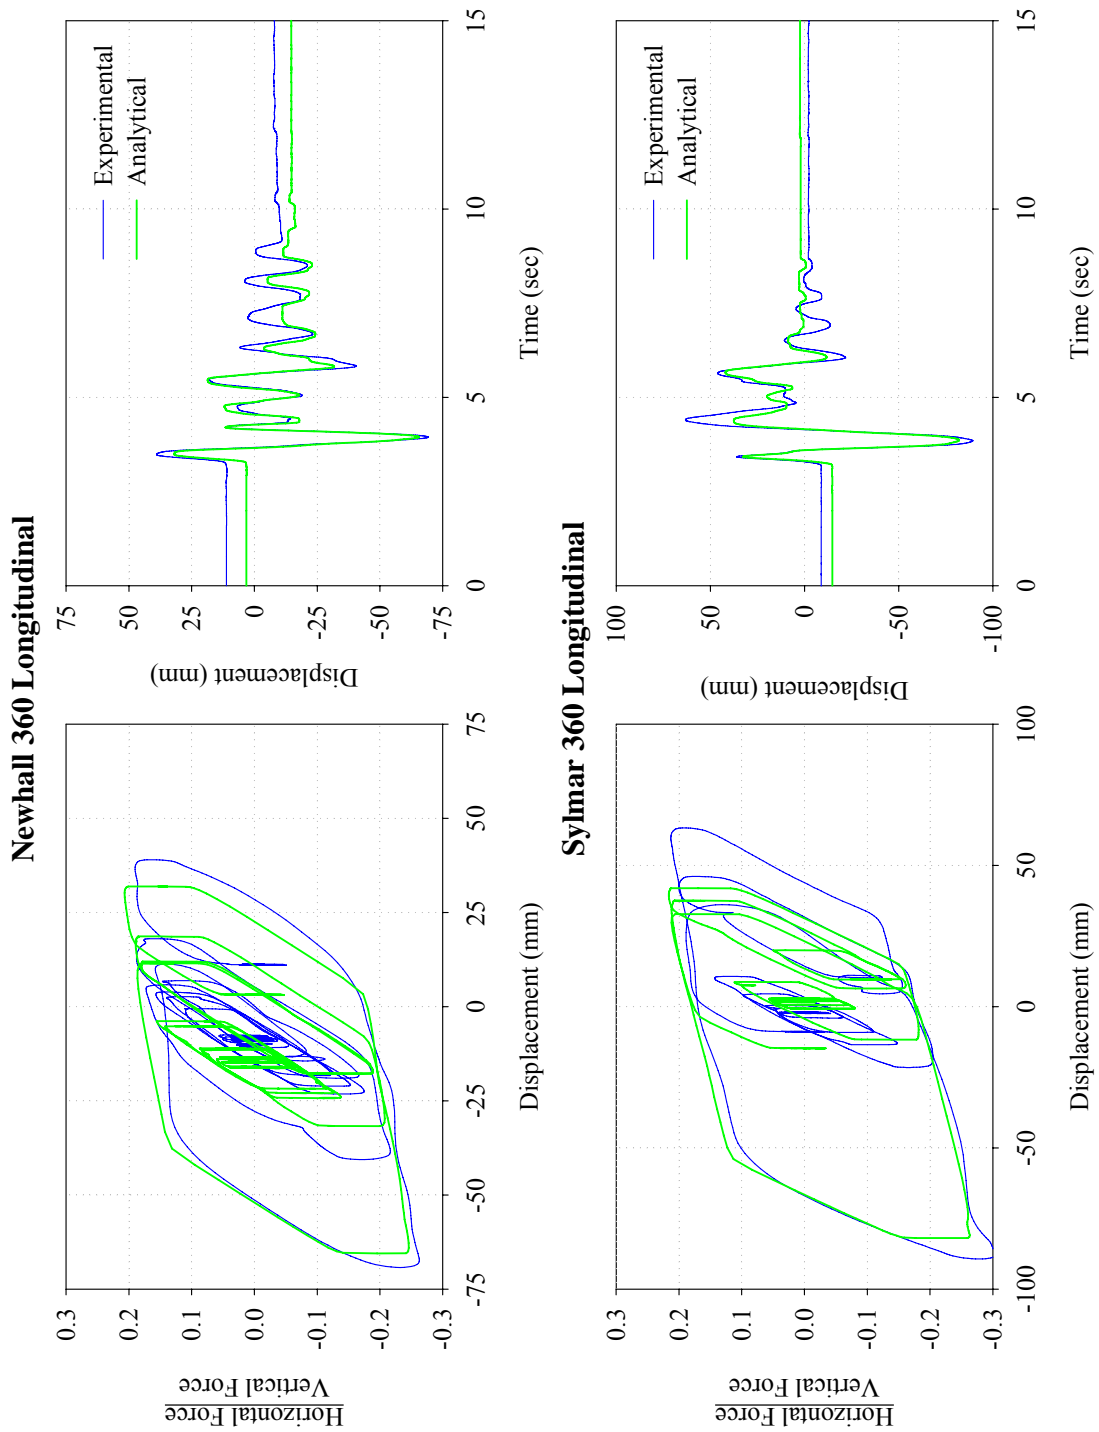 Newhall 360 Longitudinal
Horizontal Force
Vertical Force
0.3
0.2
0.1
0.0
-0.1
-0.2
-0.3
-75
-50
-25
0
25
50
75
Displacement (mm)
Displacement (mm)
75
50
25
0
-25
-50
-75
0
5
10
15
Time (sec)
Experimental
Analytical
Sylmar 360 Longitudinal
Horizontal Force
Vertical Force
0.3
0.2
0.1
0.0
-0.1
-0.2
-0.3
-100
-50
0
50
100
Displacement (mm)
Displacement (mm)
100
50
0
-50
-100
0
5
10
15
Time (sec)
Experimental
Analytical